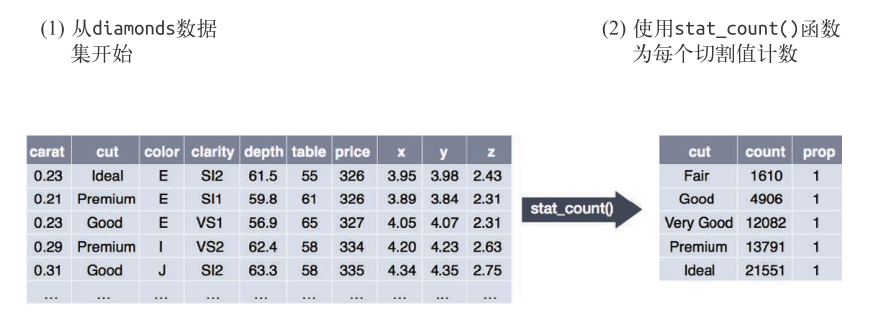 (1) 从diamonds数据
集开始
(2) 使用stat_count()函数
为每个切割值计数
carat cut color clarity depth table price x y z
0.23 Ideal E SI2 61.5 55 326 3.95 3.98 2.43
0.21 Premium E SI1 59.8 61 326 3.89 3.84 2.31
0.23 Good E VS1 56.9 65 327 4.05 4.07 2.31
0.29 Premium I VS2 62.4 58 334 4.20 4.23 2.63
0.31 Good J SI2 63.3 58 335 4.34 4.35 2.75
... ... ... ... ... ... ... ... ... ...
stat_count()
cut count prop
Fair 1610 1
Good 4906 1
Very Good 12082 1
Premium 13791 1
Ideal 21551 1